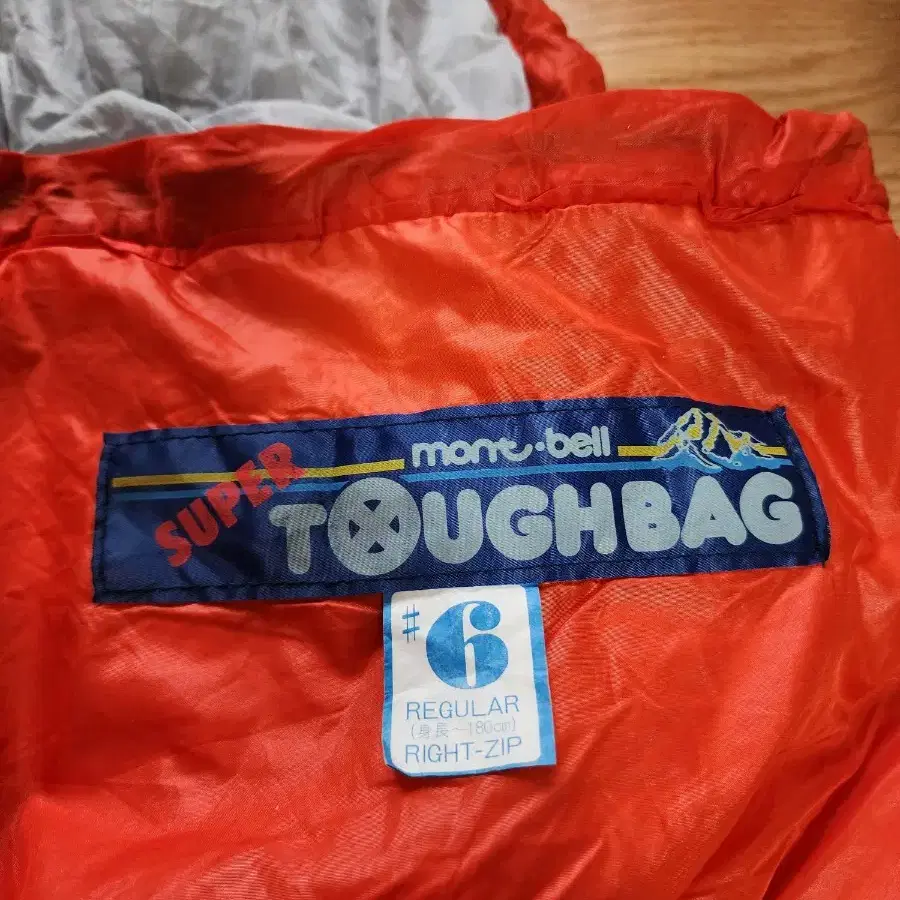 mont·bell
SUPER
TOUGHBAG
#6
REGULAR
(身長~180cm)
RIGHT-ZIP